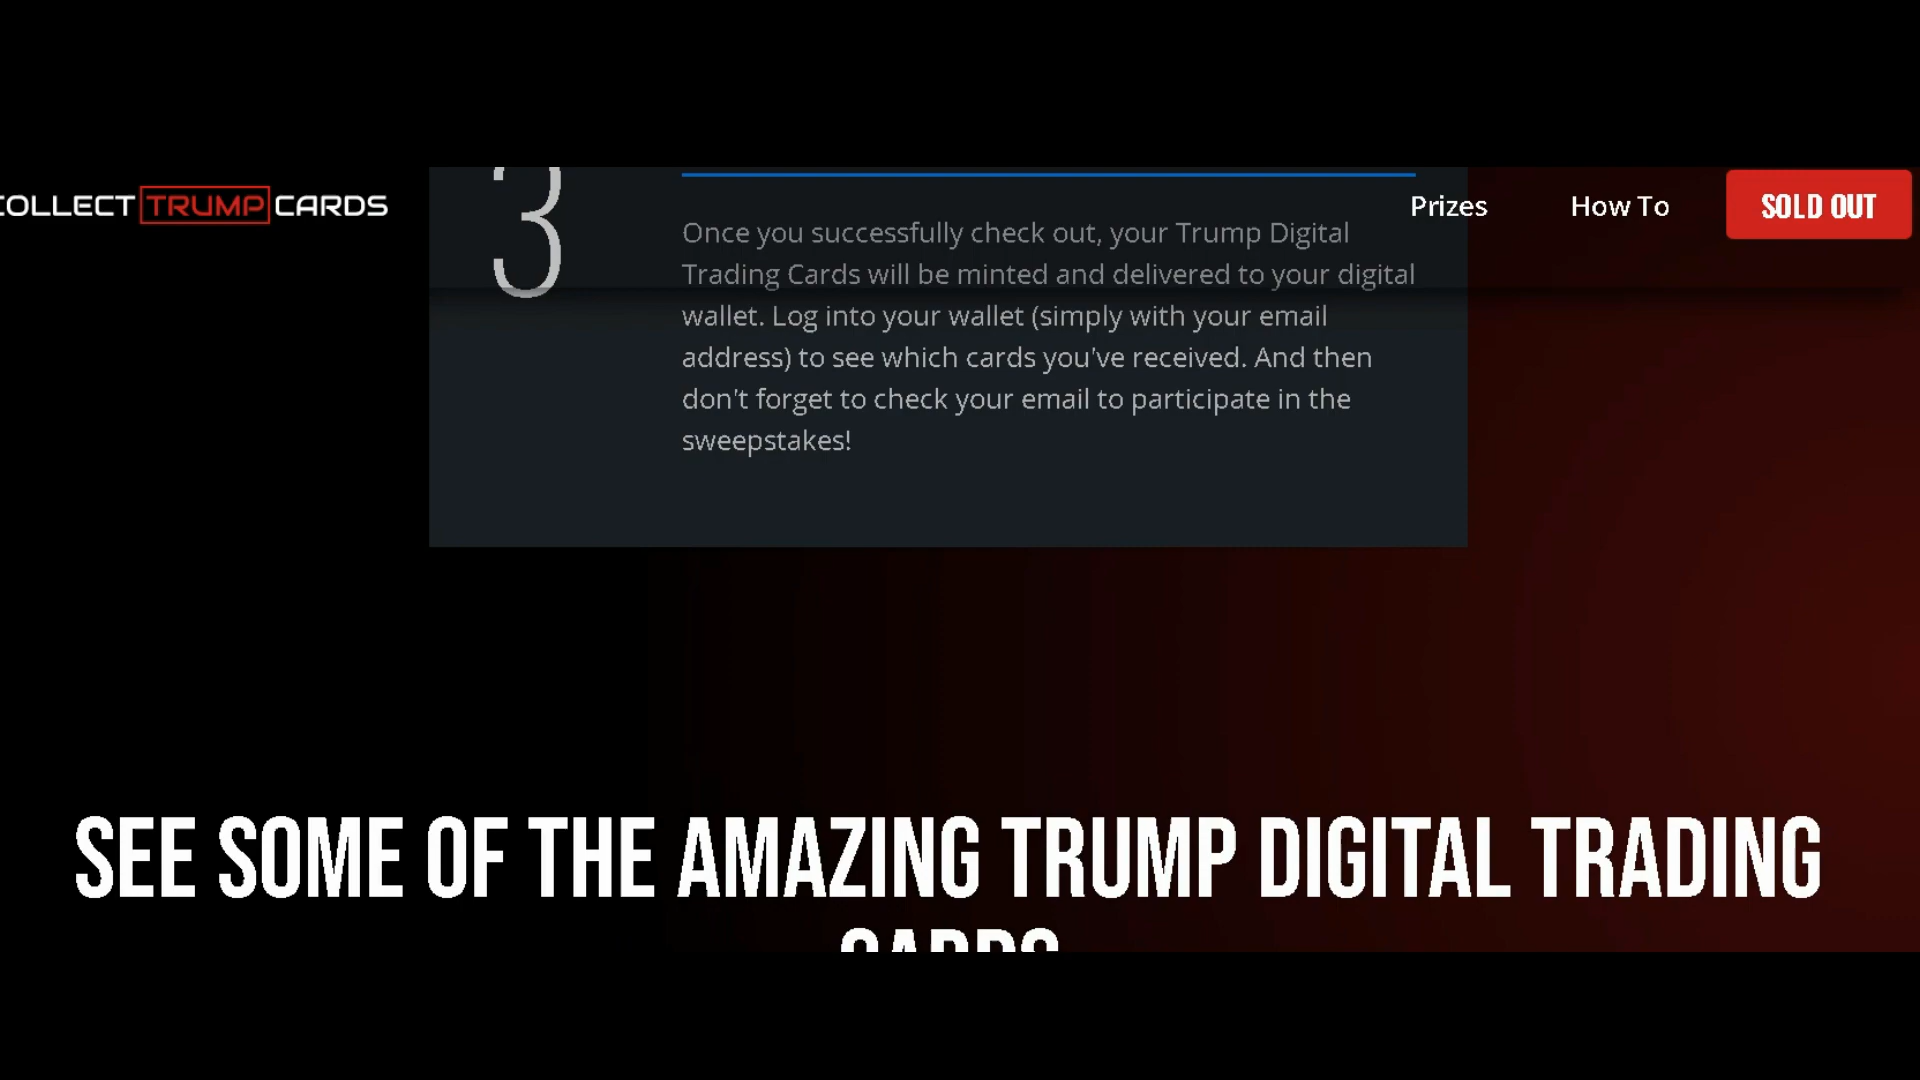 COLLECT TRUMP CARDS
Prizes
How To
SOLD OUT
3
Once you successfully check out, your Trump Digital
Trading Cards will be minted and delivered to your digital
wallet. Log into your wallet (simply with your email
address) to see which cards you've received. And then
don't forget to check your email to participate in the
sweepstakes!
SEE SOME OF THE AMAZING TRUMP DIGITAL TRADING
CARDS